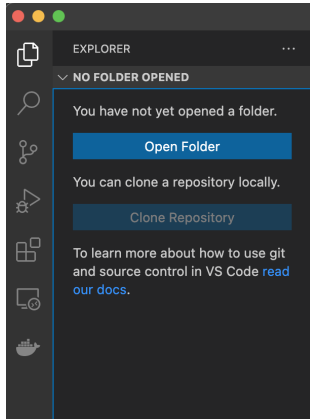 EXPLORER
NO FOLDER OPENED
You have not yet opened a folder.
Open Folder
You can clone a repository locally.
Clone Repository
To learn more about how to use git
and source control in VS Code read
our docs.